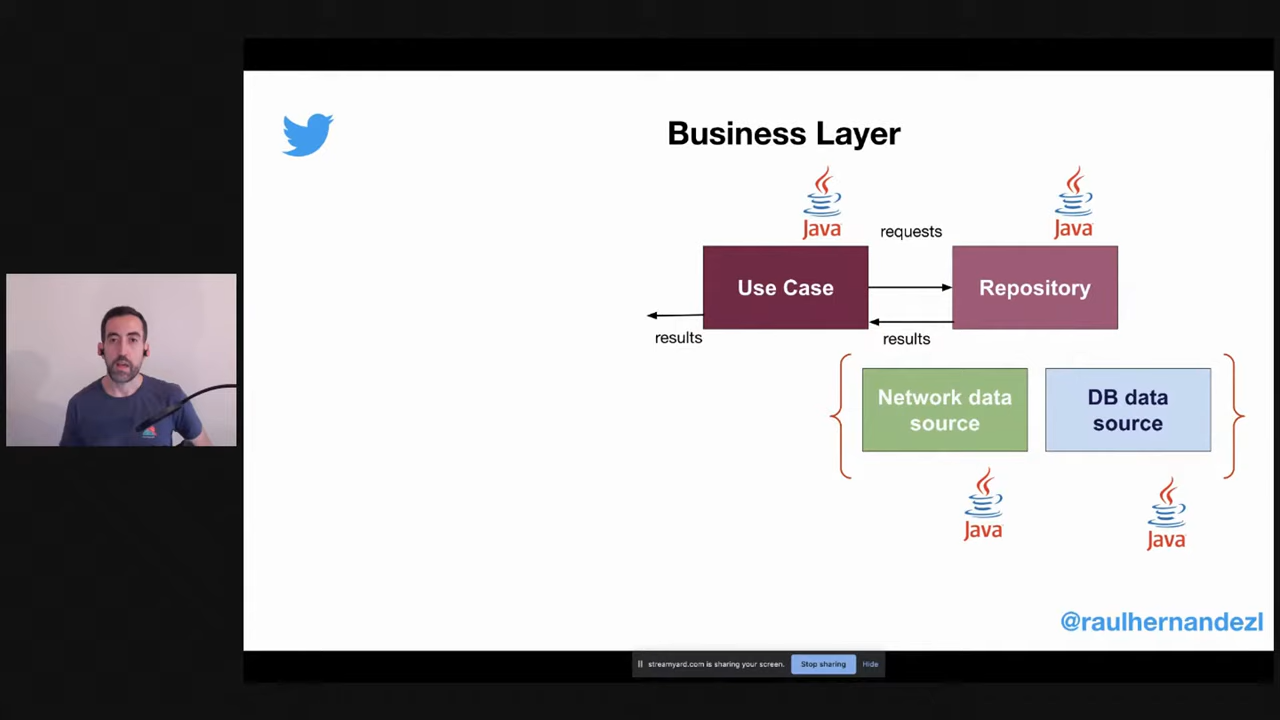 Business Layer
Java
Java
requests
Use Case
Repository
results
results
Network data
source
DB data
source
Java
Java
@raulhernandezl
streamyard.com is sharing your screen.
Stop sharing
Hide